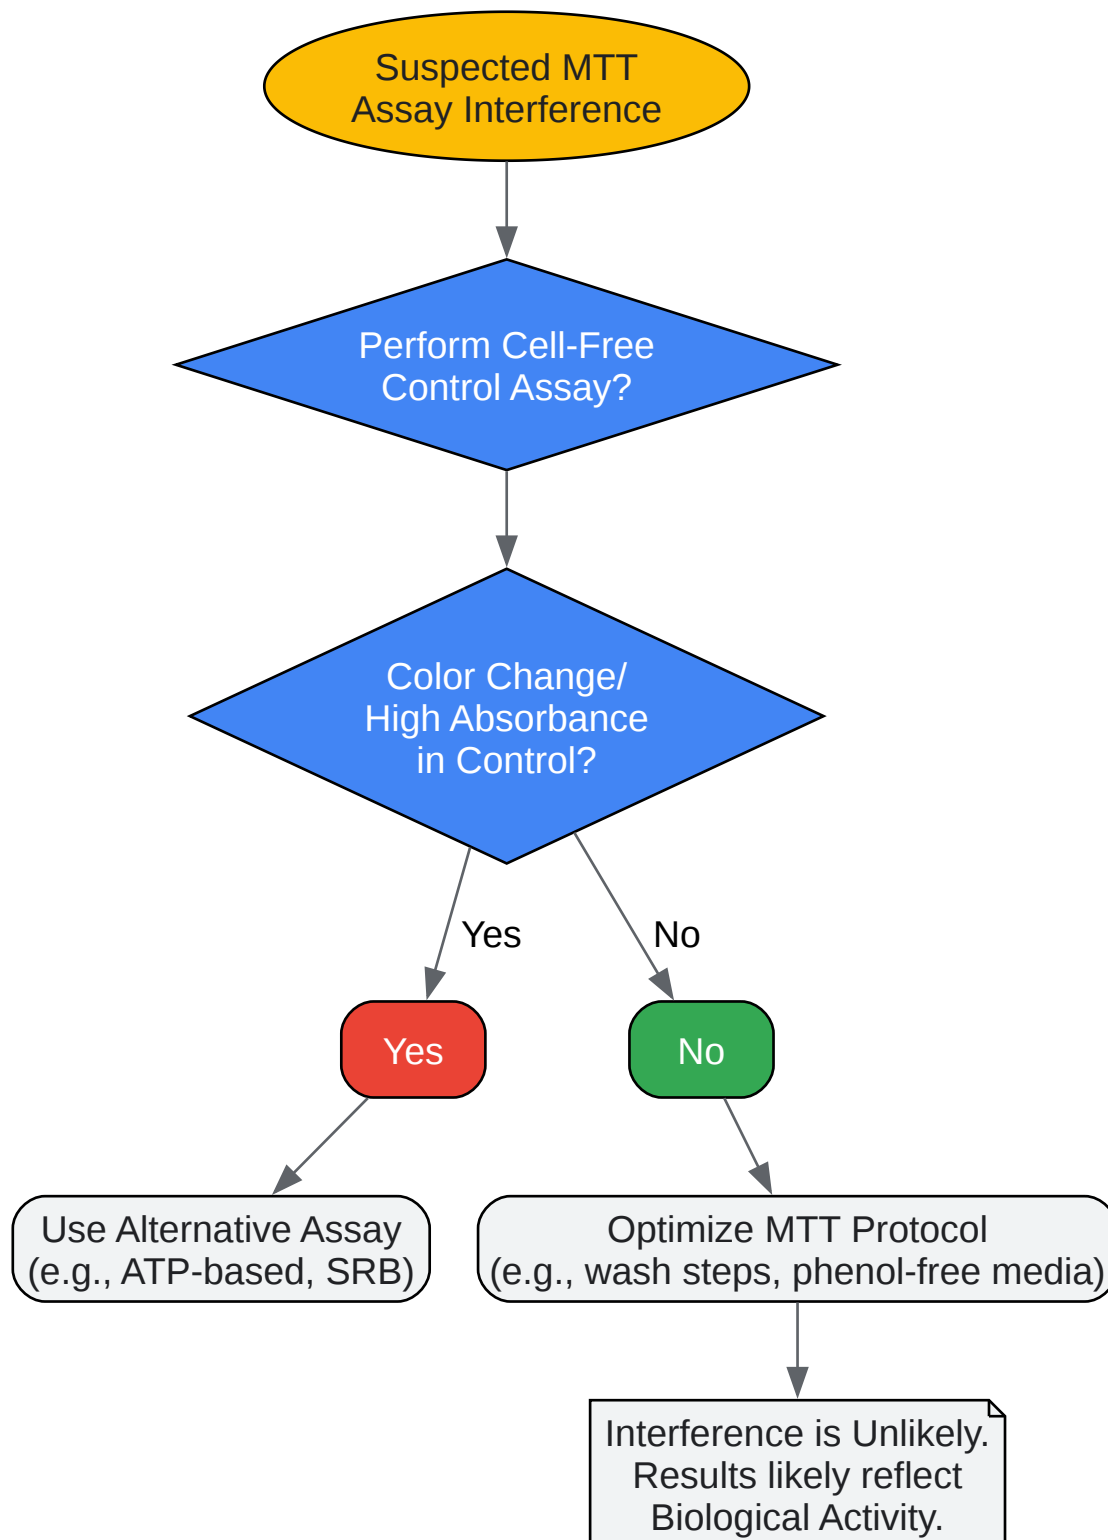 Suspected MTT
Assay Interference
Perform Cell-Free
Control Assay?
Color Change/
High Absorbance
in Control?
Yes
No
Yes
No
Use Alternative Assay
(e.g., ATP-based, SRB)
Optimize MTT Protocol
(e.g., wash steps, phenol-free media)
Interference is Unlikely.
Results likely reflect
Biological Activity.